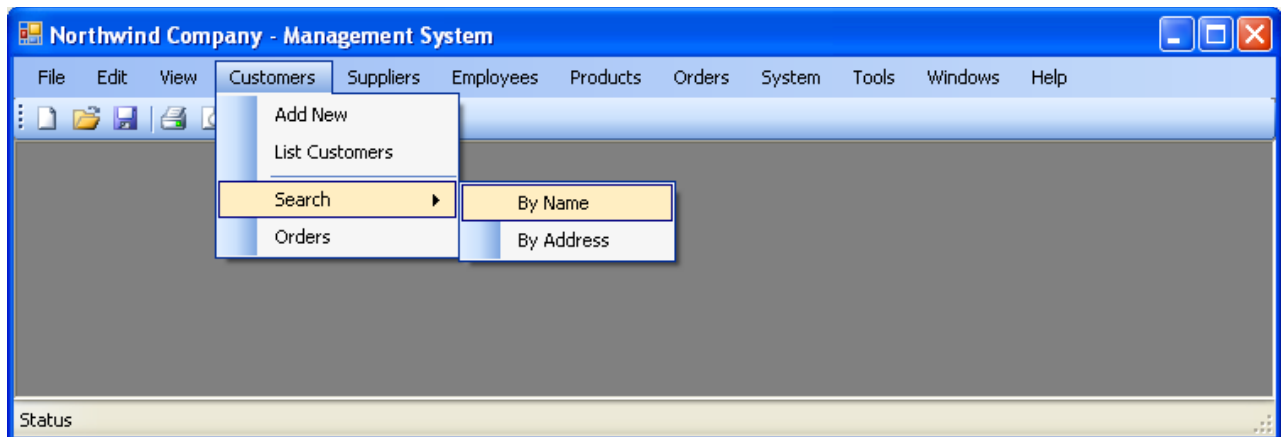 Northwind Company - Management System
File Edit View Customers Suppliers Employees Products Orders System Tools Windows Help
Add New
List Customers
Search By Name
Orders By Address
Status